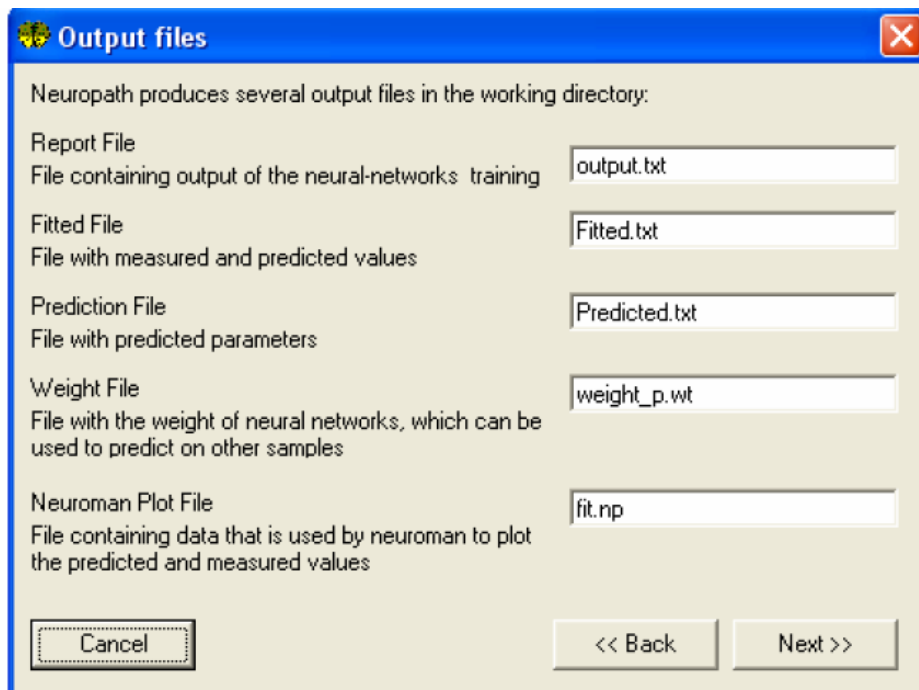 Output files
Neuropath produces several output files in the working directory:
Report File
File containing output of the neural-networks training
output.txt
Fitted File
File with measured and predicted values
Fitted.txt
Prediction File
File with predicted parameters
Predicted.txt
Weight File
File with the weight of neural networks, which can be
used to predict on other samples
weight_p.wt
Neuroman Plot File
File containing data that is used by neuroman to plot
the predicted and measured values
fit.np
Cancel
<< Back
Next >>